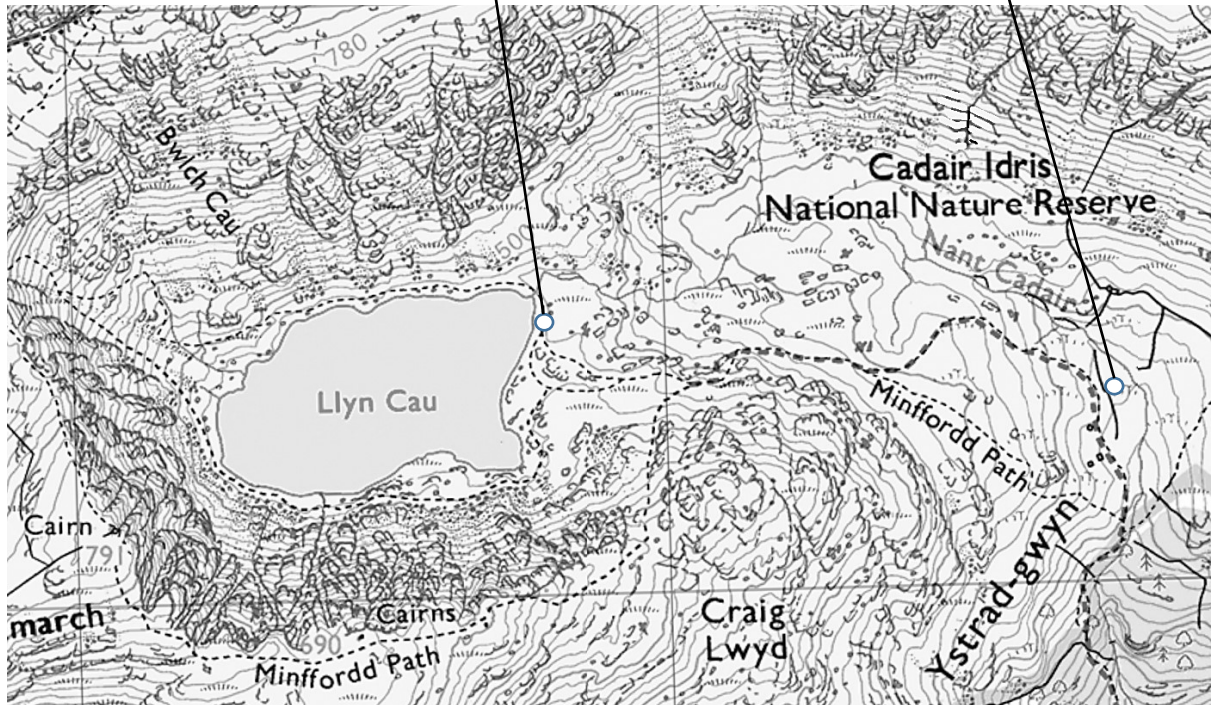 780
Bwlch Cau
500
Cadair Idris
National Nature Reserve
Nant Cadair
Llyn Cau
Minffordd Path
Cairn
791
march
Cairns
690
Minffordd Path
Craig
Lwyd
Ystrad-gwyn